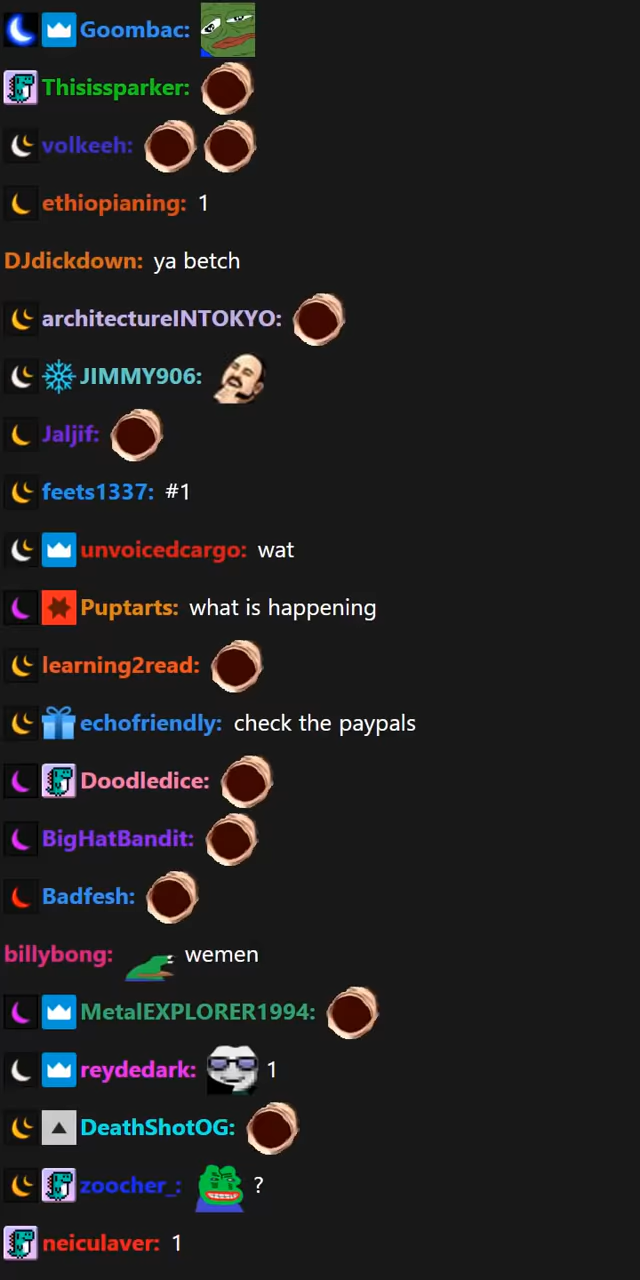 Goombac:
Thisissparker:
volkeeh:
ethiopianing: 1
DJdickdown: ya betch
architectureINTOKYO:
JIMMY906:
Jaljif:
feets1337: #1
unvoicedcargo: wat
Puptarts: what is happening
learning2read:
echofriendly: check the paypals
Doodledice:
BigHatBandit:
Badfesh:
billybong: wemen
MetalEXPLORER1994:
reydedark: 1
DeathShotOG:
zoocher_: ?
neiculaver: 1